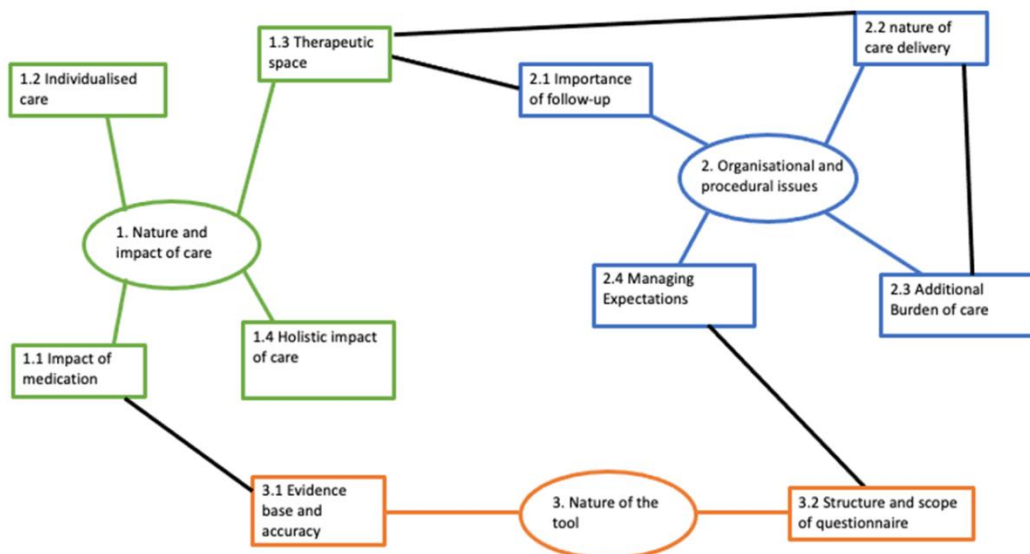 1.3 Therapeutic
space
2.2 nature of
care delivery
1.2 Individualised
care
2.1 Importance
of follow-up
2. Organisational and
procedural issues
1. Nature and
impact of care
2.4 Managing
Expectations
2.3 Additional
Burden of care
1.4 Holistic impact
of care
1.1 Impact of
medication
3.1 Evidence
base and
accuracy
3. Nature of the
tool
3.2 Structure and scope
of questionnaire